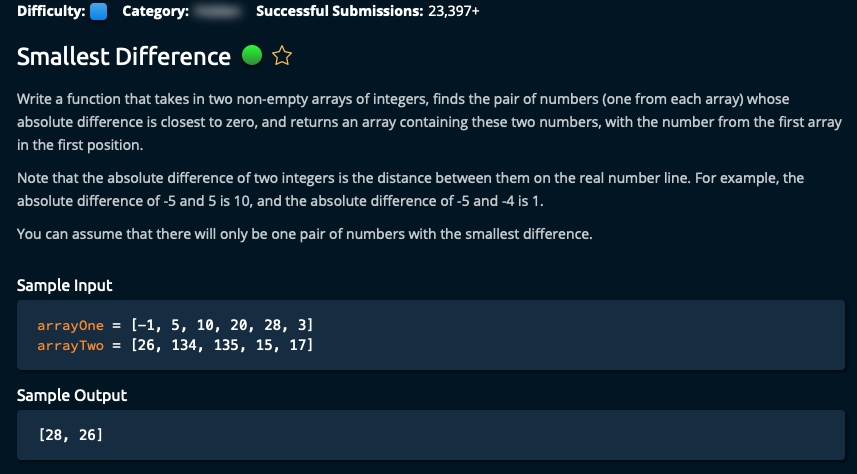 Difficulty: Category: Successful Submissions: 23,397+
Smallest Difference
Write a function that takes in two non-empty arrays of integers, finds the pair of numbers (one from each array) whose
absolute difference is closest to zero, and returns an array containing these two numbers, with the number from the first array
in the first position.
Note that the absolute difference of two integers is the distance between them on the real number line. For example, the
absolute difference of -5 and 5 is 10, and the absolute difference of -5 and -4 is 1.
You can assume that there will only be one pair of numbers with the smallest difference.
Sample Input
arrayOne = [-1, 5, 10, 20, 28, 3]
arrayTwo = [26, 134, 135, 15, 17]
Sample Output
[28, 26]